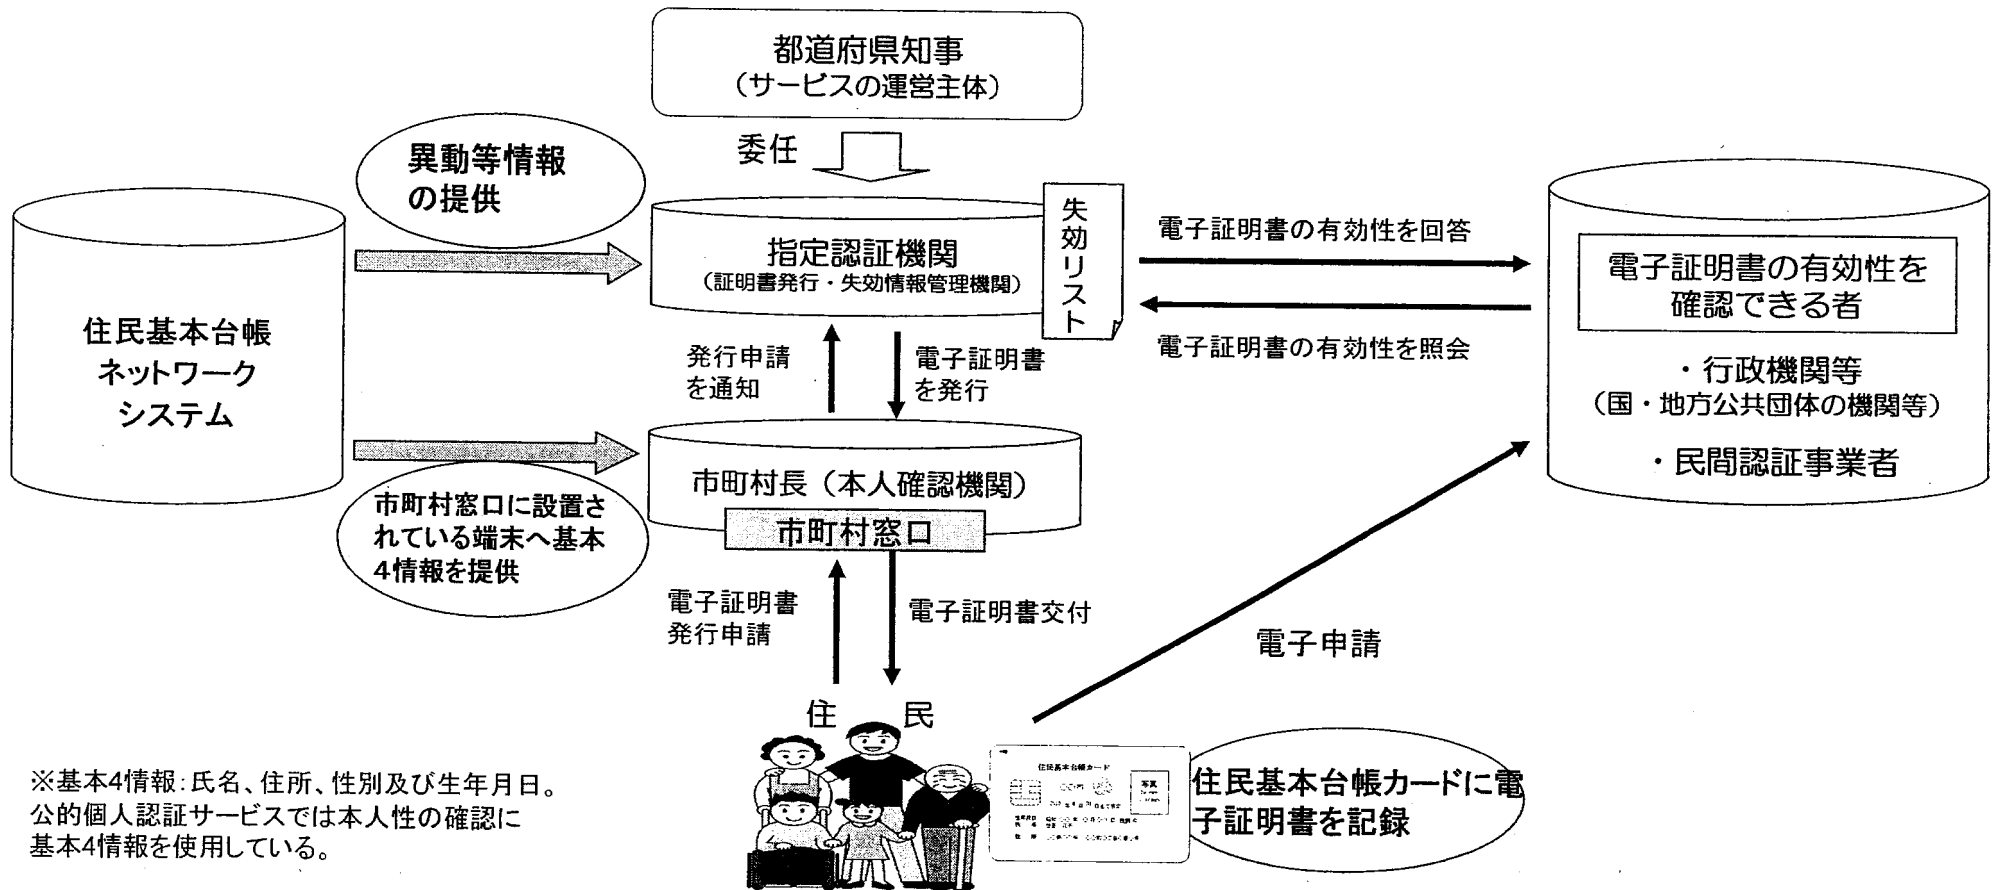 都道府県知事
（サービスの運営主体）
委任
異動等情報
の提供
失効リスト
指定認証機関
（証明書発行・失効情報管理機関）
電子証明書の有効性を回答
電子証明書の有効性を照会
電子証明書の有効性を
確認できる者
・行政機関等
（国・地方公共団体の機関等）
・民間認証事業者
住民基本台帳
ネットワーク
システム
発行申請
を通知
電子証明書
を発行
市町村長（本人確認機関）
市町村窓口
市町村窓口に設置さ
れている端末へ基本
４情報を提供
電子証明書
発行申請
電子証明書交付
電子申請
住　民
住民基本台帳カード
写真
住民基本台帳カードに電
子証明書を記録
※基本4情報：氏名、住所、性別及び生年月日。
公的個人認証サービスでは本人性の確認に
基本4情報を使用している。